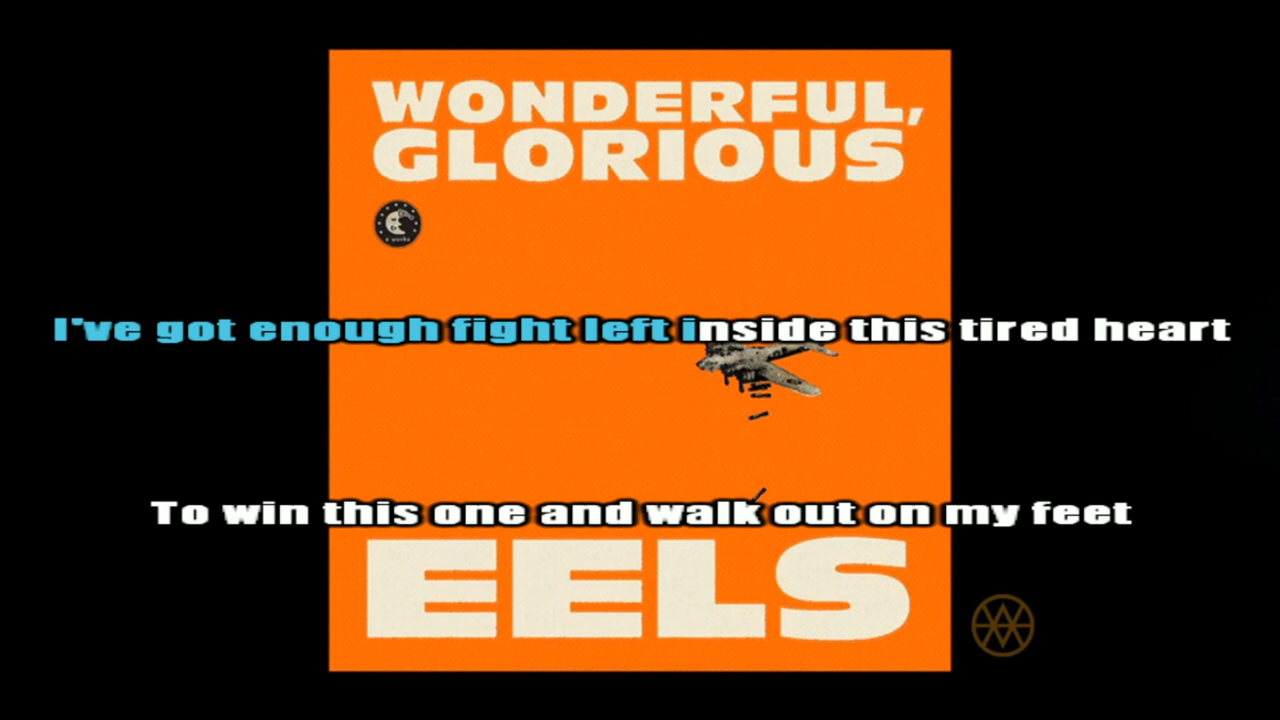 WONDERFUL,
GLORIOUS
I've got enough fight left inside this tired heart
To win this one and walk out on my feet
EELS